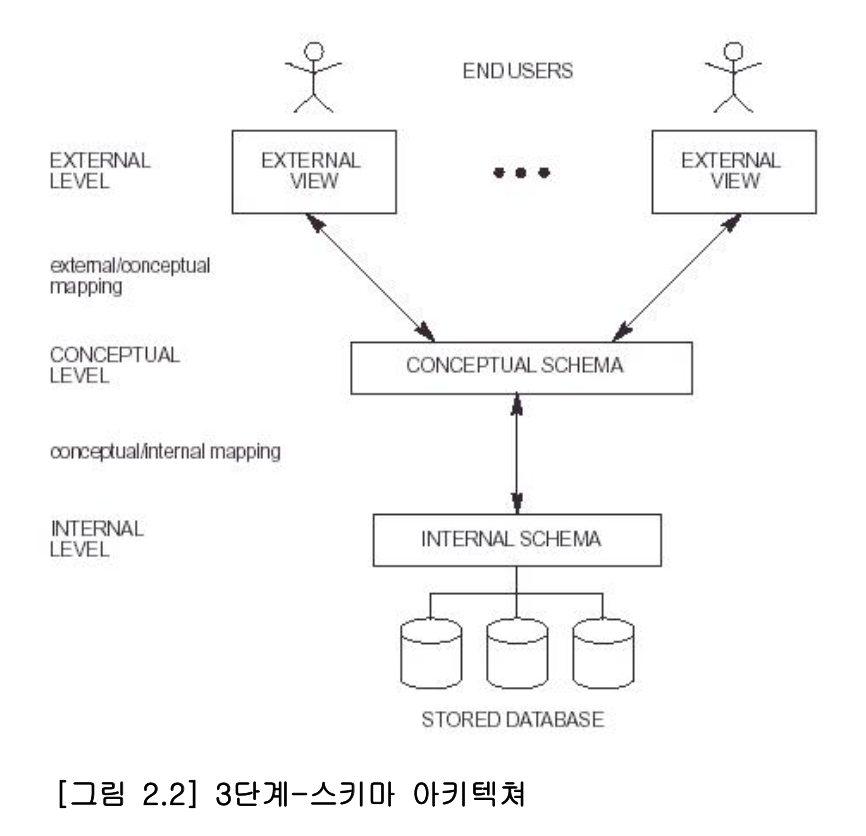 END USERS
EXTERNAL
LEVEL
EXTERNAL
VIEW
EXTERNAL
VIEW
external/conceptual
mapping
CONCEPTUAL
LEVEL
CONCEPTUAL SCHEMA
conceptual/internal mapping
INTERNAL
LEVEL
INTERNAL SCHEMA
STORED DATABASE
[그림 2.2] 3단계-스키마 아키텍쳐